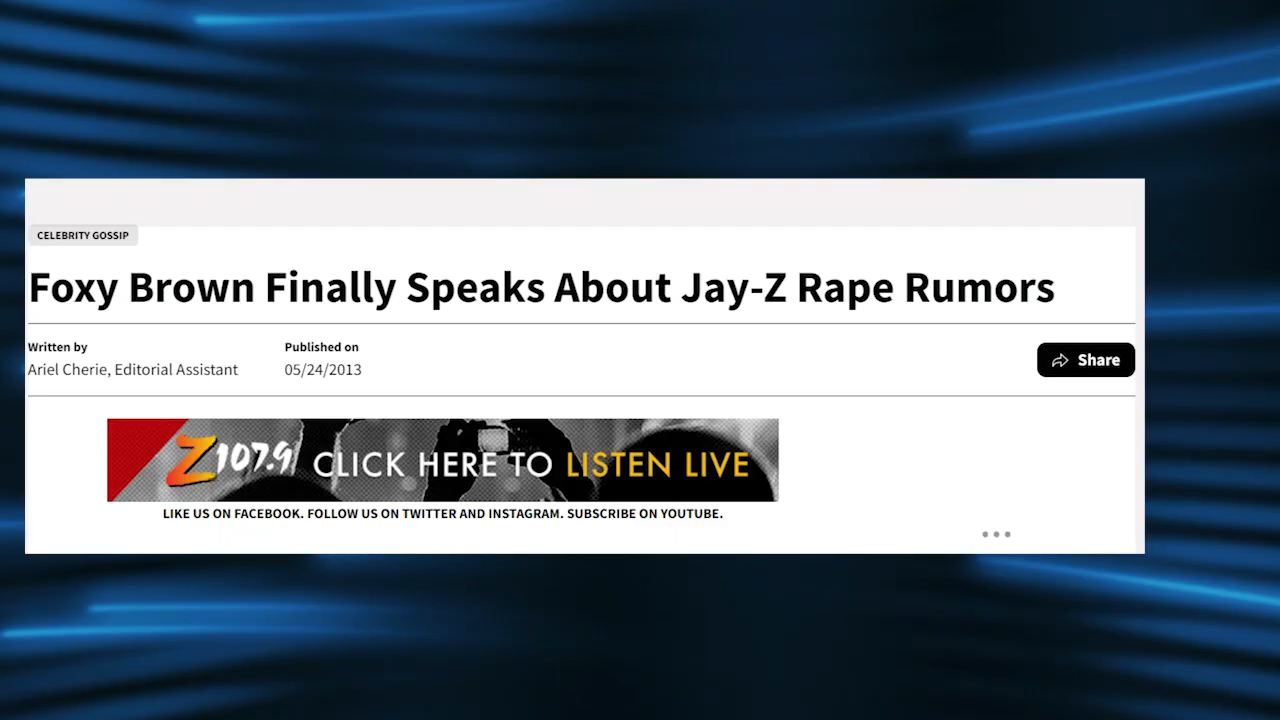 CELEBRITY GOSSIP
Foxy Brown Finally Speaks About Jay-Z Rape Rumors
Written by
Ariel Cherie, Editorial Assistant
Published on
05/24/2013
Share
Z107.9 CLICK HERE TO LISTEN LIVE
LIKE US ON FACEBOOK. FOLLOW US ON TWITTER AND INSTAGRAM. SUBSCRIBE ON YOUTUBE.